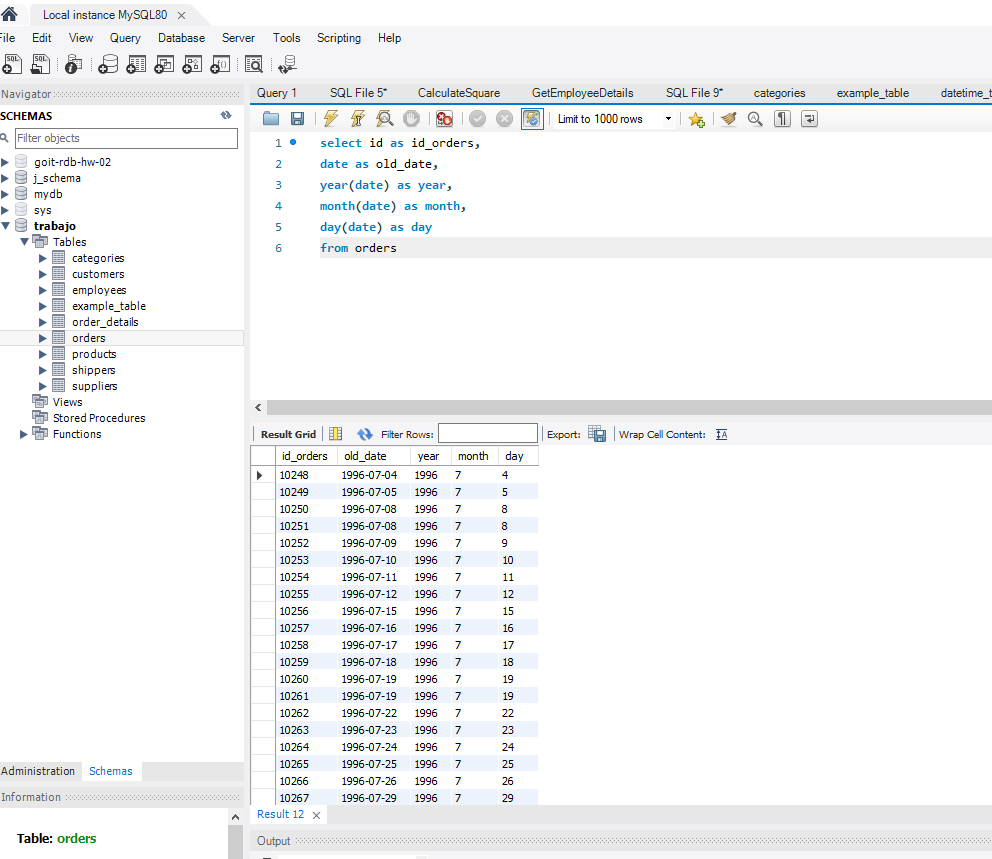 Local instance MySQL80
File Edit View Query Database Server Tools Scripting Help
Navigator
SCHEMAS
Filter objects
goit-rdb-hw-02
j_schema
mydb
sys
trabajo
Tables
categories
customers
employees
example_table
order_details
orders
products
shippers
suppliers
Views
Stored Procedures
Functions
Administration Schemas
Information
Table: orders
Query 1 SQL File 5* CalculateSquare GetEmployeeDetails SQL File 9* categories example_table datetime_t
Limit to 1000 rows
1 select id as id_orders,
2 date as old_date,
3 year(date) as year,
4 month(date) as month,
5 day(date) as day
6 from orders
Result Grid Filter Rows: Export: Wrap Cell Content: IA
id_orders old_date year month day
10248 1996-07-04 1996 7 4
10249 1996-07-05 1996 7 5
10250 1996-07-08 1996 7 8
10251 1996-07-08 1996 7 8
10252 1996-07-09 1996 7 9
10253 1996-07-10 1996 7 10
10254 1996-07-11 1996 7 11
10255 1996-07-12 1996 7 12
10256 1996-07-15 1996 7 15
10257 1996-07-16 1996 7 16
10258 1996-07-17 1996 7 17
10259 1996-07-18 1996 7 18
10260 1996-07-19 1996 7 19
10261 1996-07-19 1996 7 19
10262 1996-07-22 1996 7 22
10263 1996-07-23 1996 7 23
10264 1996-07-24 1996 7 24
10265 1996-07-25 1996 7 25
10266 1996-07-26 1996 7 26
10267 1996-07-29 1996 7 29
Result 12
Output